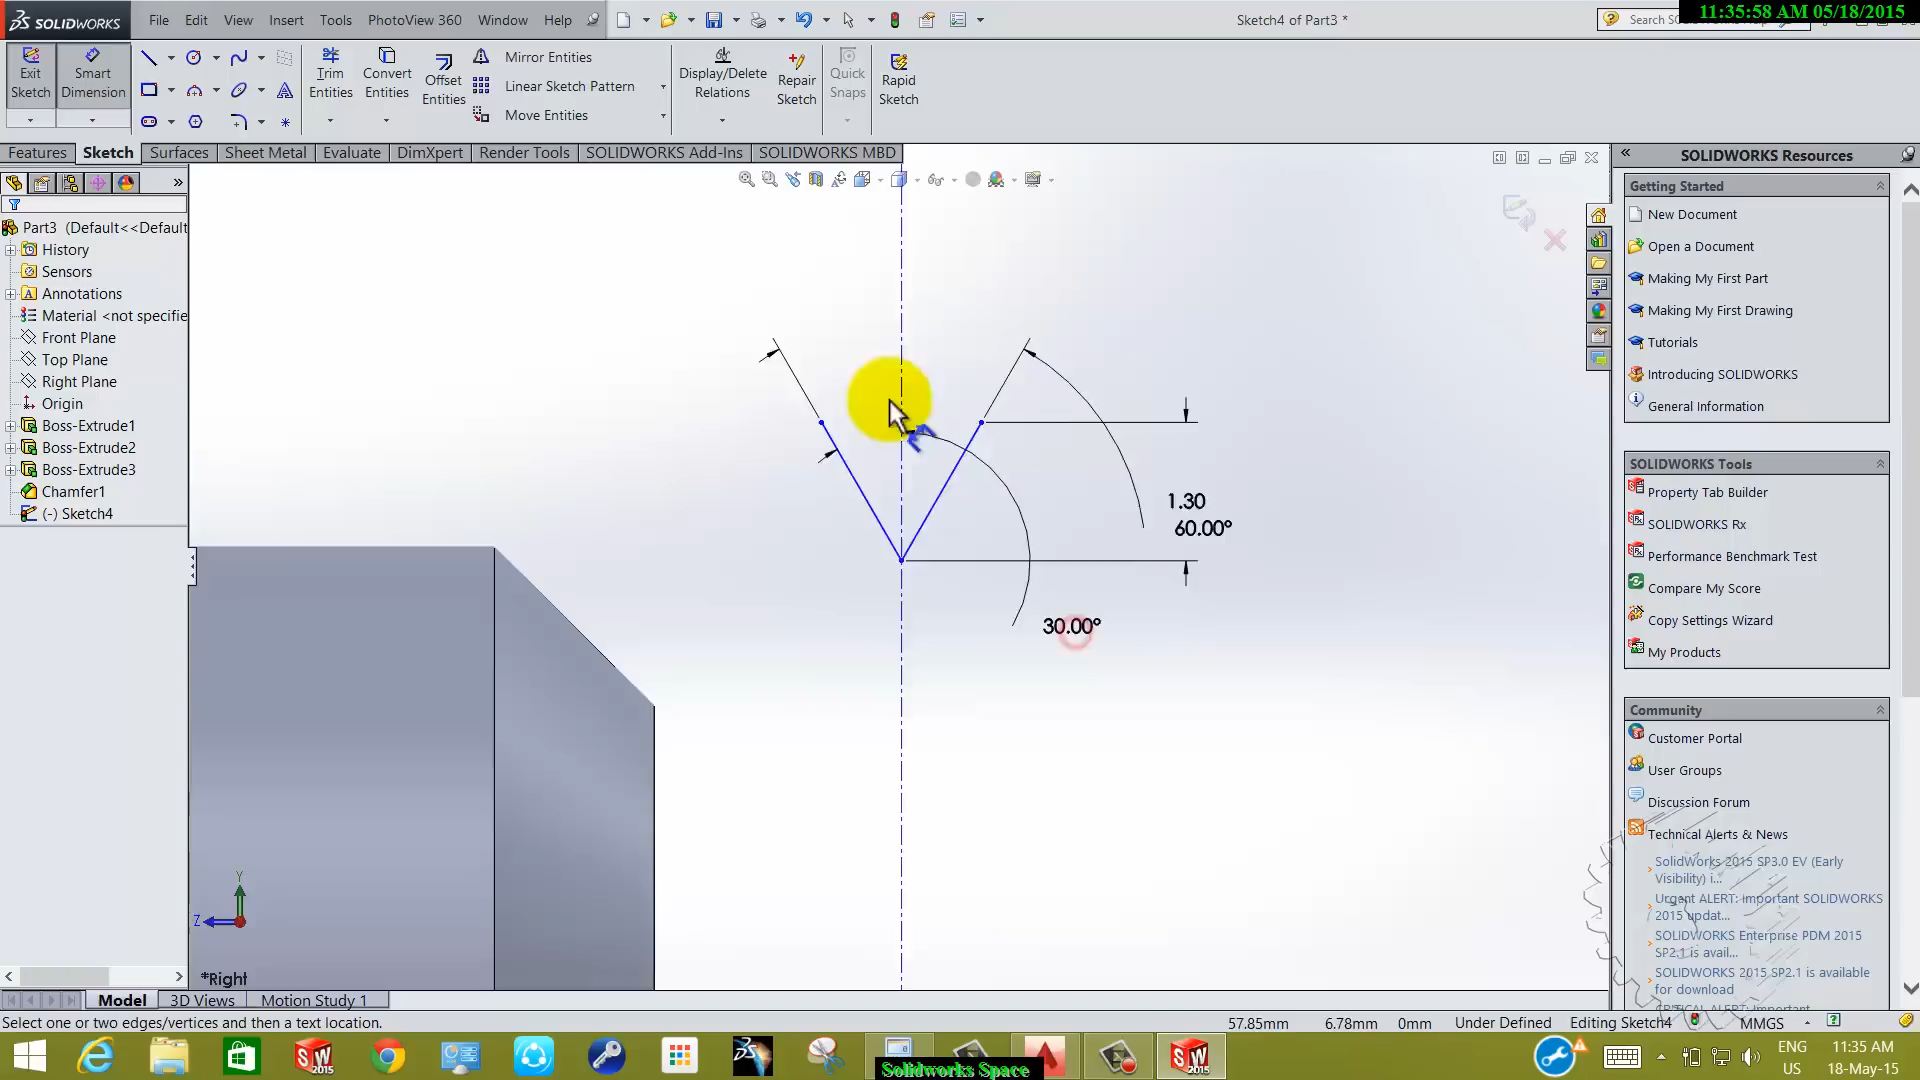 SOLIDWORKS File Edit View Insert Tools PhotoView 360 Window Help Sketch4 of Part3 *
11:35:58 AM 05/18/2015
Exit Sketch
Smart Dimension
Trim Entities
Convert Entities
Offset Entities
Mirror Entities
Linear Sketch Pattern
Move Entities
Display/Delete Relations
Repair Sketch
Quick Snaps
Rapid Sketch
Features Sketch Surfaces Sheet Metal Evaluate DimXpert Render Tools SOLIDWORKS Add-Ins SOLIDWORKS MBD
Part3 (Default<<Default
History
Sensors
Annotations
Material <not specifie
Front Plane
Top Plane
Right Plane
Origin
Boss-Extrude1
Boss-Extrude2
Boss-Extrude3
Chamfer1
(-) Sketch4
1.30
60.00°
30.00°
Y
Z
*Right
SOLIDWORKS Resources
Getting Started
New Document
Open a Document
Making My First Part
Making My First Drawing
Tutorials
Introducing SOLIDWORKS
General Information
SOLIDWORKS Tools
Property Tab Builder
SOLIDWORKS Rx
Performance Benchmark Test
Compare My Score
Copy Settings Wizard
My Products
Community
Customer Portal
User Groups
Discussion Forum
Technical Alerts & News
SolidWorks 2015 SP3.0 EV (Early
Visibility) i...
Urgent ALERT: Important SOLIDWORKS
2015 updat...
SOLIDWORKS Enterprise PDM 2015
SP2.1 is avail...
SOLIDWORKS 2015 SP2.1 is available
for download
Model 3D Views Motion Study 1
Select one or two edges/vertices and then a text location.
57.85mm 6.78mm 0mm Under Defined Editing Sketch4 MMGS
Solidworks Space
ENG
US
11:35 AM
18-May-15